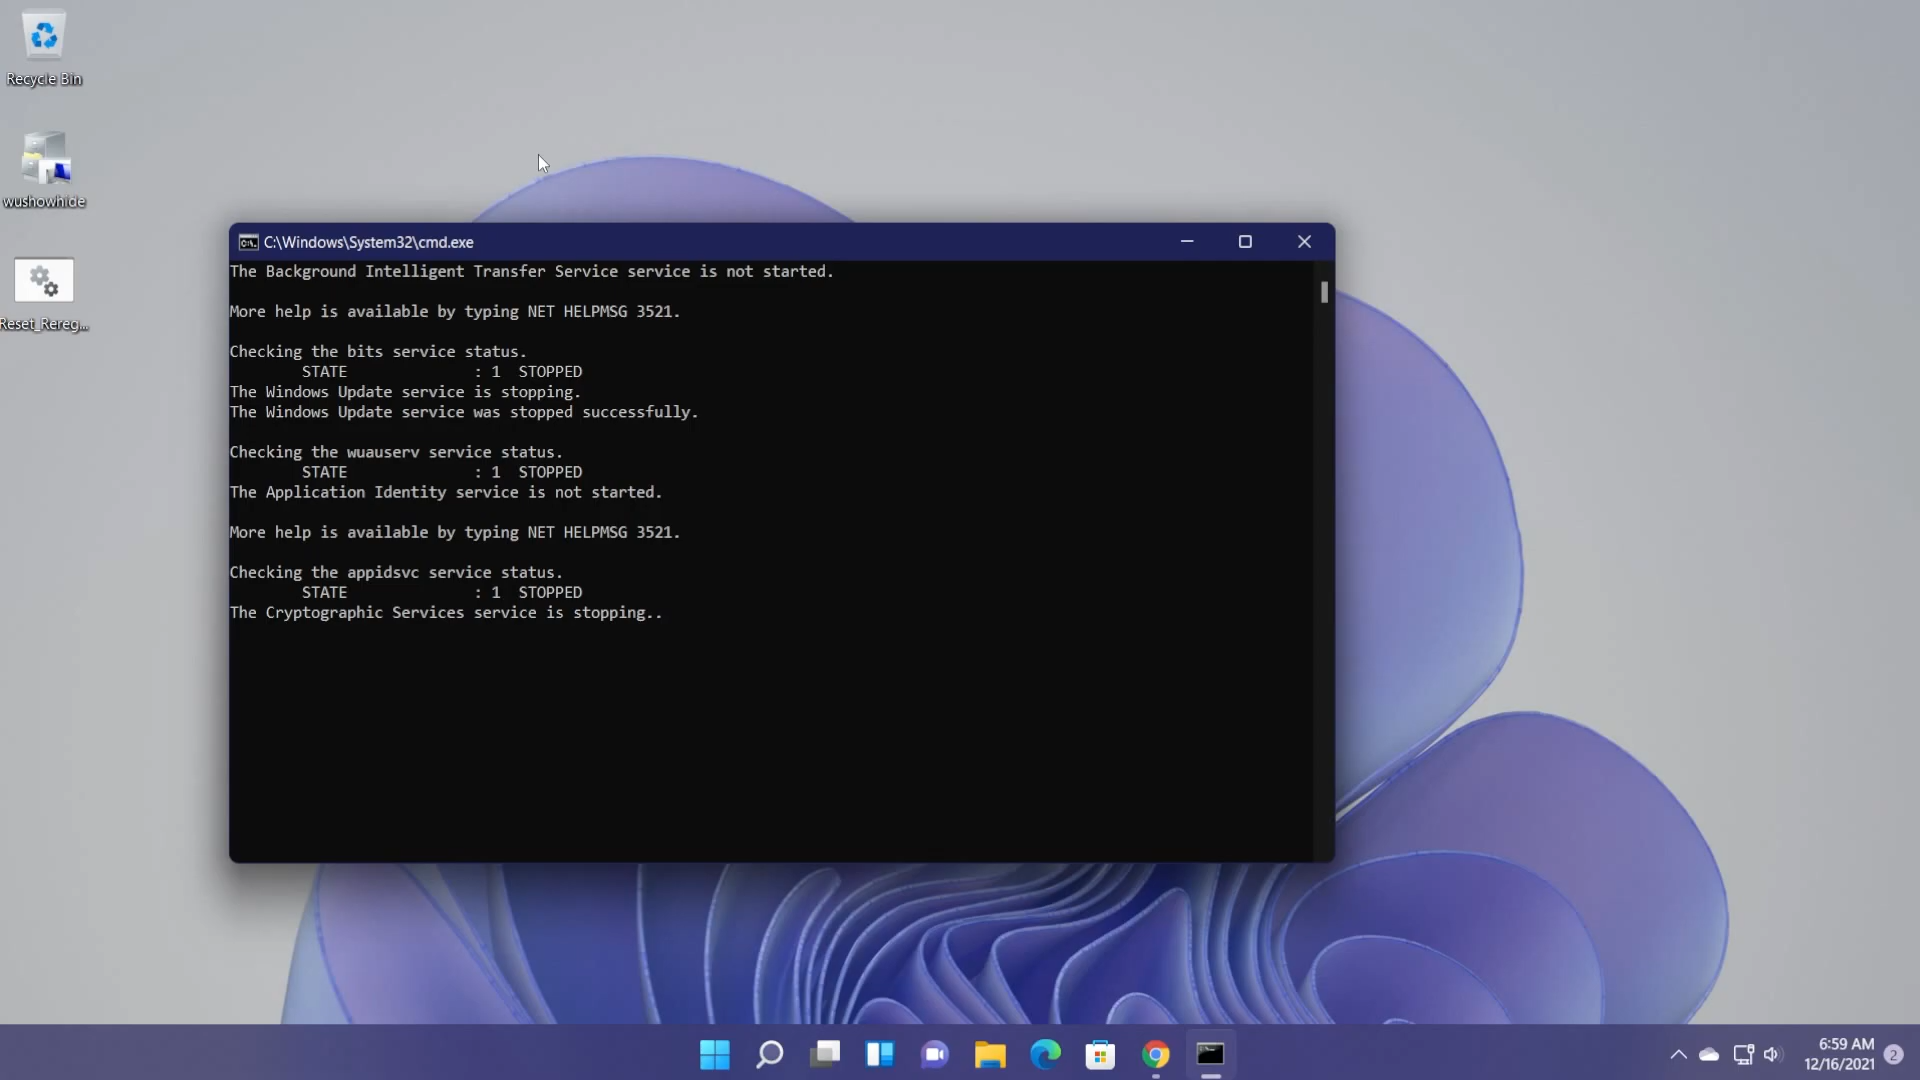 Recycle Bin
wushowhide
Reset_Rereg...
C:\Windows\System32\cmd.exe
The Background Intelligent Transfer Service service is not started.
More help is available by typing NET HELPMSG 3521.
Checking the bits service status.
STATE : 1 STOPPED
The Windows Update service is stopping.
The Windows Update service was stopped successfully.
Checking the wuauserv service status.
STATE : 1 STOPPED
The Application Identity service is not started.
More help is available by typing NET HELPMSG 3521.
Checking the appidsvc service status.
STATE : 1 STOPPED
The Cryptographic Services service is stopping..
6:59 AM
12/16/2021
2